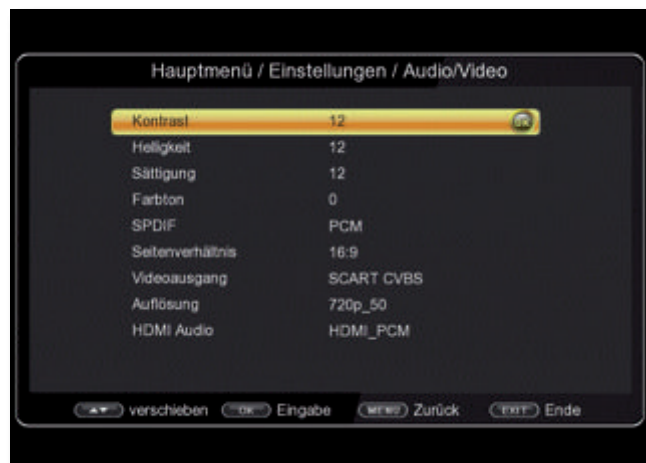 Hauptmenü / Einstellungen / Audio/Video
Kontrast 12 OK
Helligkeit 12
Sättigung 12
Farbton 0
SPDIF PCM
Seitenverhältnis 16:9
Videoausgang SCART CVBS
Auflösung 720p_50
HDMI Audio HDMI_PCM
verschieben OK Eingabe MENU Zurück EXIT Ende